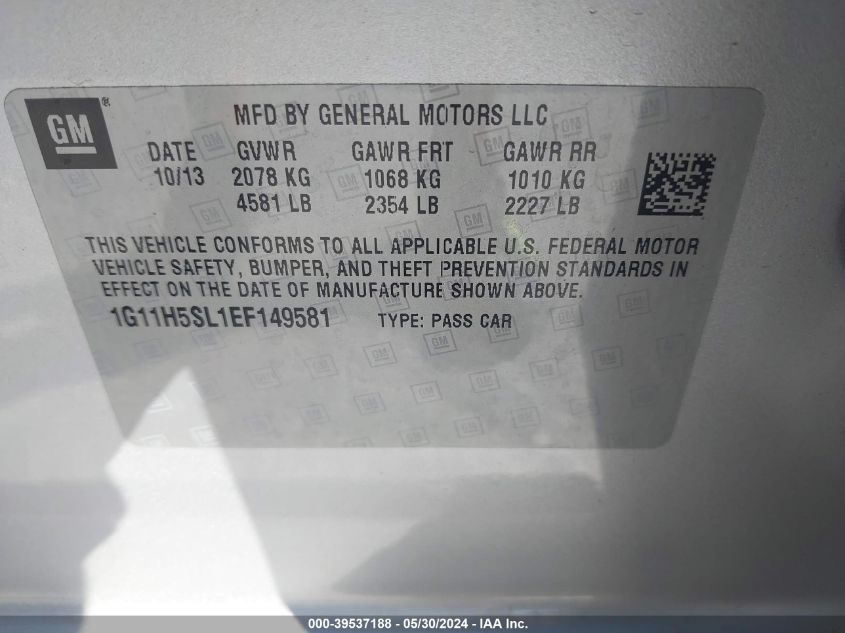 GM®
MFD BY GENERAL MOTORS LLC
DATE GVWR GAWR FRT GAWR RR
10/13 2078 KG 1068 KG 1010 KG
4581 LB 2354 LB 2227 LB
THIS VEHICLE CONFORMS TO ALL APPLICABLE U.S. FEDERAL MOTOR
VEHICLE SAFETY, BUMPER, AND THEFT PREVENTION STANDARDS IN
EFFECT ON THE DATE OF MANUFACTURE SHOWN ABOVE.
1G11H5SL1EF149581 TYPE: PASS CAR
000-39537188 - 05/30/2024 - IAA Inc.